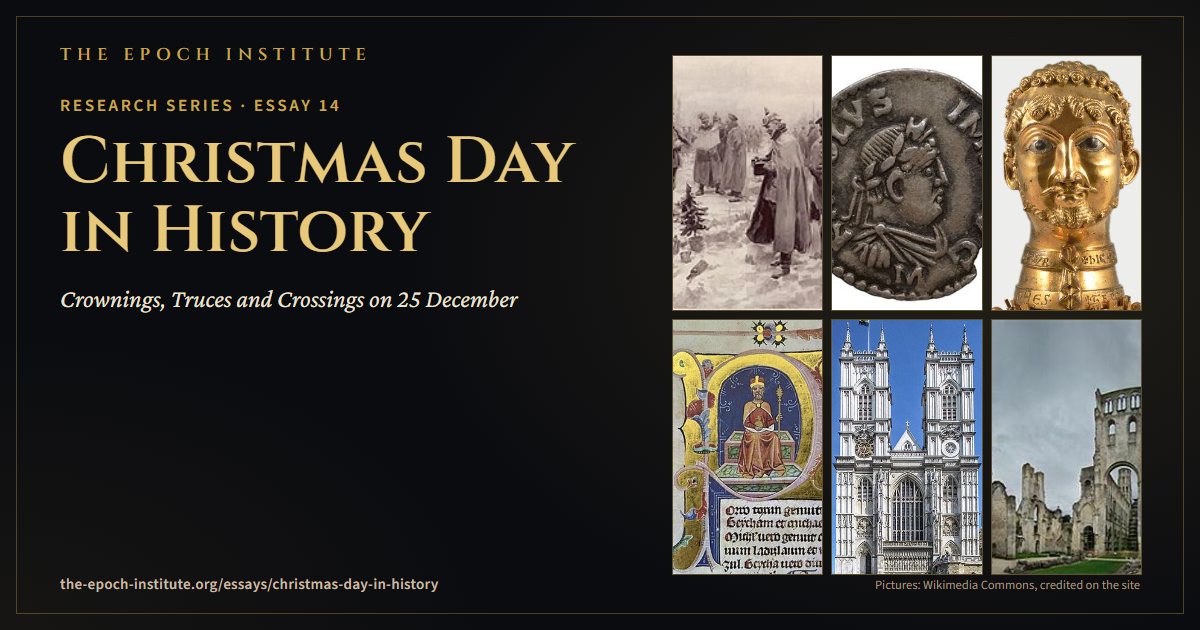 THE EPOCH INSTITUTE
RESEARCH SERIES · ESSAY 14
CHRISTMAS DAY
IN HISTORY
Crownings, Truces and Crossings on 25 December
the-epoch-institute.org/essays/christmas-day-in-history
Pictures: Wikimedia Commons, credited on the site